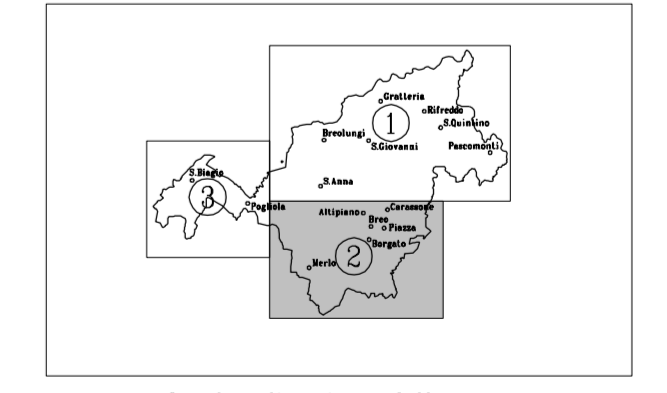 Gratteria
Rifreddo
1
S.Quintino
Breolungi
S.Giovanni
Pascomonti
S.Anna
S.Biagio
3
Pogliola
Altipiano
Carassone
Breo
Piazza
Borgato
2
Merlo